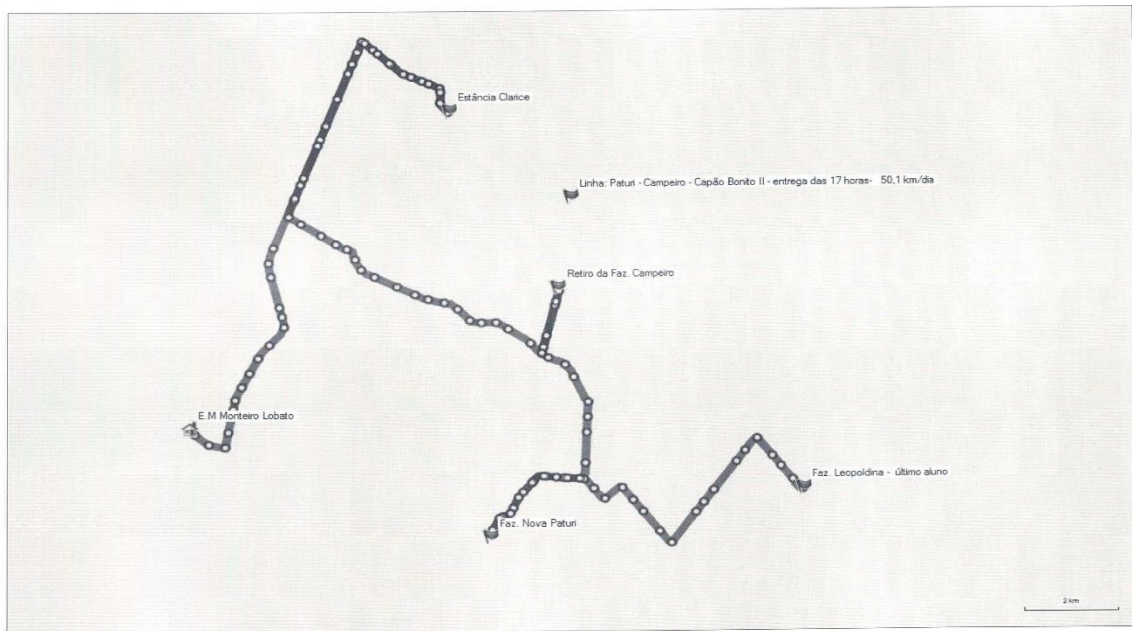 Estância Clarice
Linha: Paturi - Campeiro - Capão Bonito II - entrega das 17 horas- 50,1 km/dia
Retiro da Faz. Campeiro
E.M Monteiro Lobato
Faz. Leopoldina - último aluno
Faz. Nova Paturi
2 km